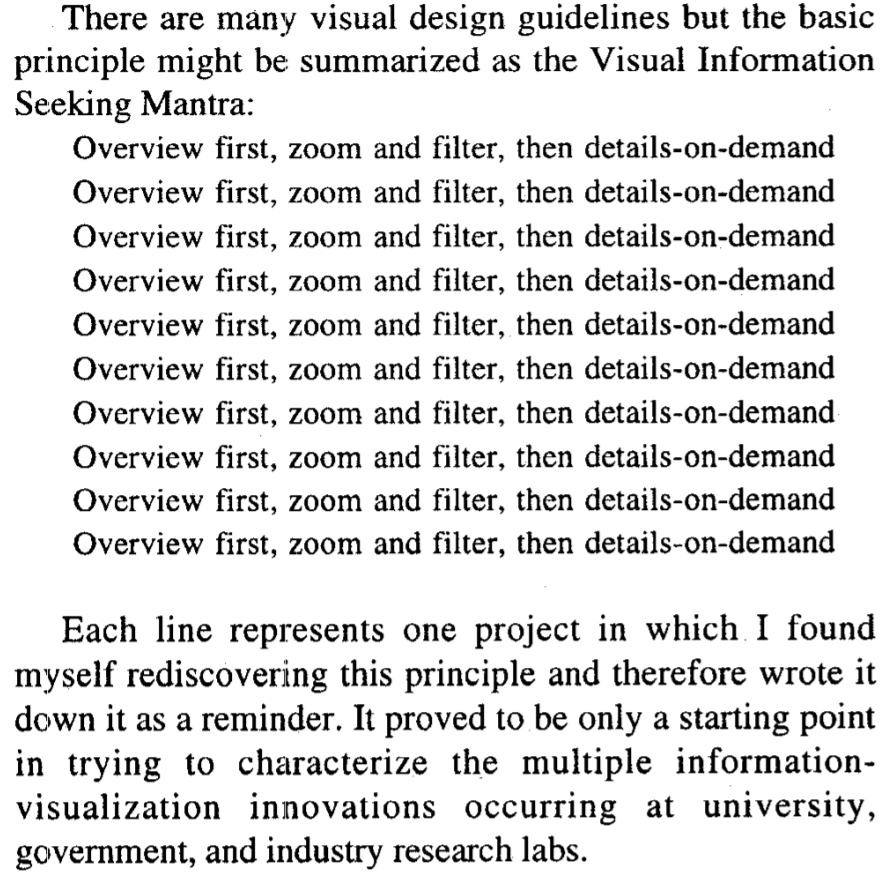 There are many visual design guidelines but the basic
principle might be summarized as the Visual Information
Seeking Mantra:
Overview first, zoom and filter, then details-on-demand
Overview first, zoom and filter, then details-on-demand
Overview first, zoom and filter, then details-on-demand
Overview first, zoom and filter, then details-on-demand
Overview first, zoom and filter, then details-on-demand
Overview first, zoom and filter, then details-on-demand
Overview first, zoom and filter, then details-on-demand
Overview first, zoom and filter, then details-on-demand
Overview first, zoom and filter, then details-on-demand
Overview first, zoom and filter, then details-on-demand
Each line represents one project in which I found
myself rediscovering this principle and therefore wrote it
down it as a reminder. It proved to be only a starting point
in trying to characterize the multiple information-
visualization innovations occurring at university,
government, and industry research labs.